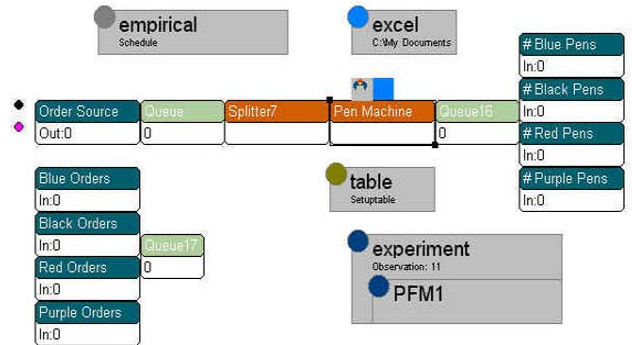 empirical
Schedule
excel
C:\My Documents
# Blue Pens
In:0
# Black Pens
In:0
# Red Pens
In:0
# Purple Pens
In:0
Order Source
Out:0
Queue
0
Splitter7
Pen Machine
Queue16
0
Blue Orders
In:0
Black Orders
In:0
Red Orders
In:0
Purple Orders
In:0
Queue17
0
table
Setuptable
experiment
Observation: 11
PFM1